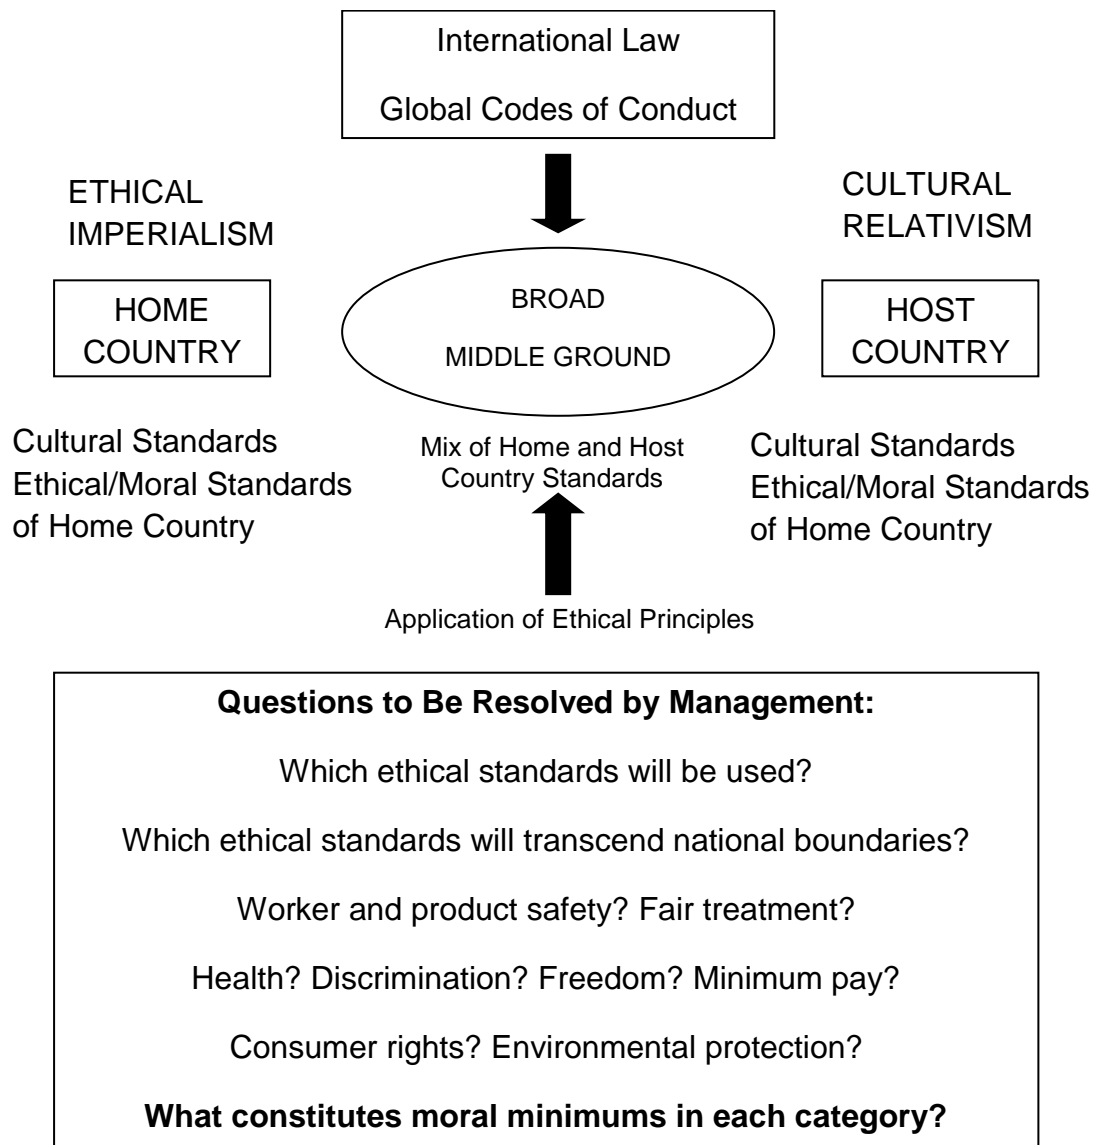 International Law
Global Codes of Conduct
ETHICAL
IMPERIALISM
CULTURAL
RELATIVISM
HOME
COUNTRY
BROAD
MIDDLE GROUND
HOST
COUNTRY
Cultural Standards
Ethical/Moral Standards
of Home Country
Mix of Home and Host
Country Standards
Cultural Standards
Ethical/Moral Standards
of Home Country
Application of Ethical Principles
Questions to Be Resolved by Management:
Which ethical standards will be used?
Which ethical standards will transcend national boundaries?
Worker and product safety? Fair treatment?
Health? Discrimination? Freedom? Minimum pay?
Consumer rights? Environmental protection?
What constitutes moral minimums in each category?